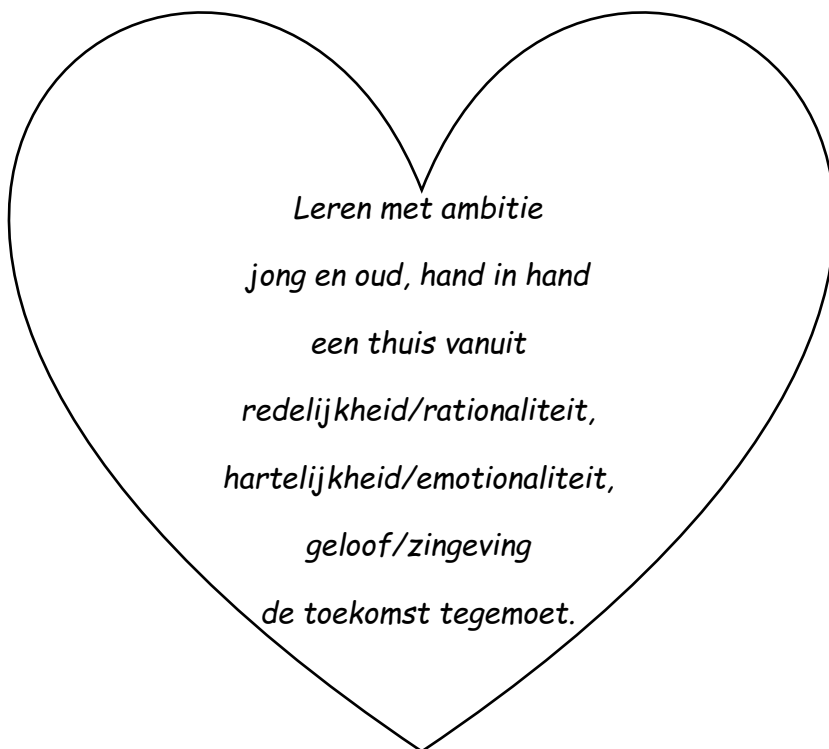 Leren met ambitie
jong en oud, hand in hand
een thuis vanuit
redelijkheid/rationaliteit,
hartelijkheid/emotionaliteit,
geloof/zingeving
de toekomst tegemoet.